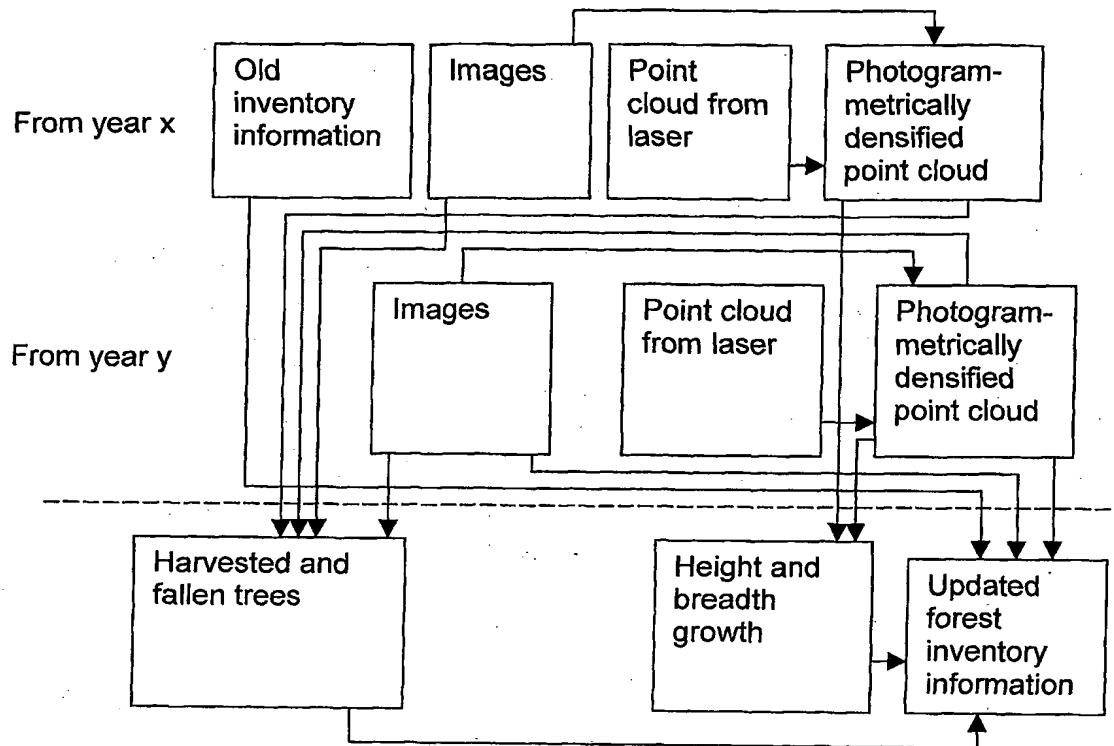 From year x
Old
inventory
information
Images
Point
cloud from
laser
Photogram-
metrically
densified
point cloud
From year y
Images
Point cloud
from laser
Photogram-
metrically
densified
point cloud
Harvested and
fallen trees
Height and
breadth
growth
Updated
forest
inventory
information